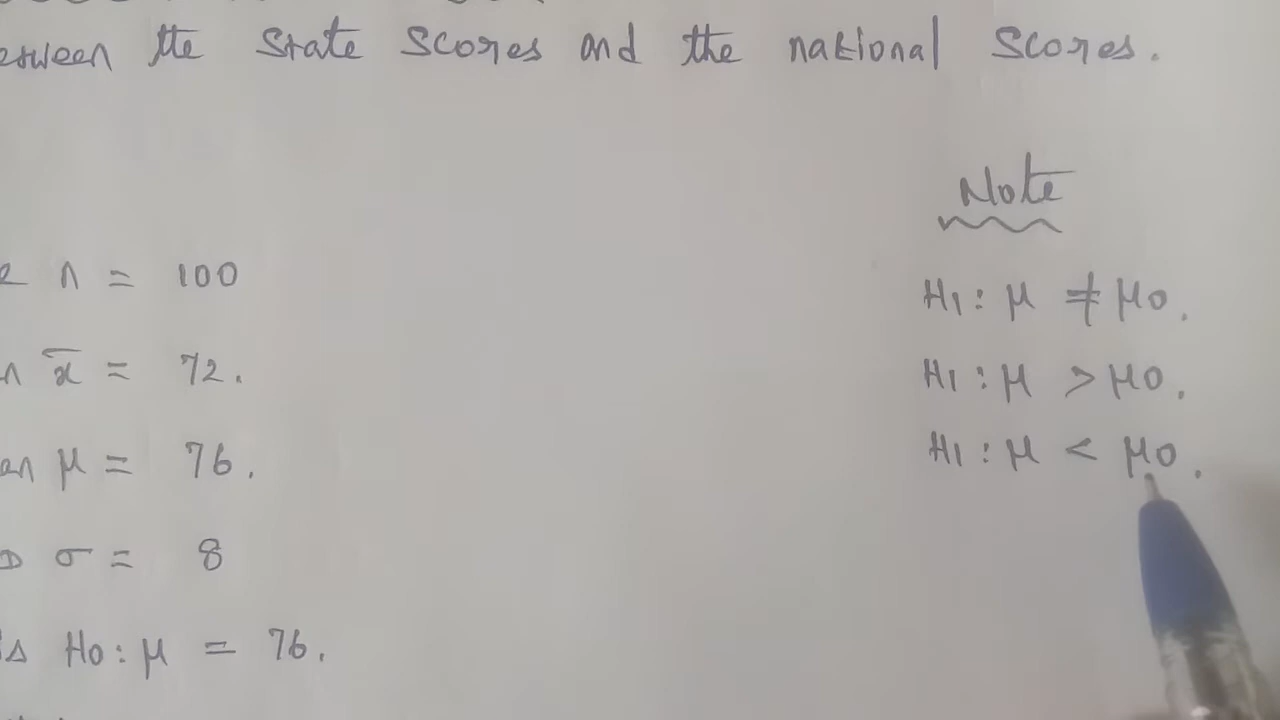 between the State Scores and the national Scores.
Note
n = 100
x̄ = 72.
μ = 76.
σ = 8
H0: μ = 76.
H1: μ ≠ μ0.
H1: μ > μ0.
H1: μ < μ0.